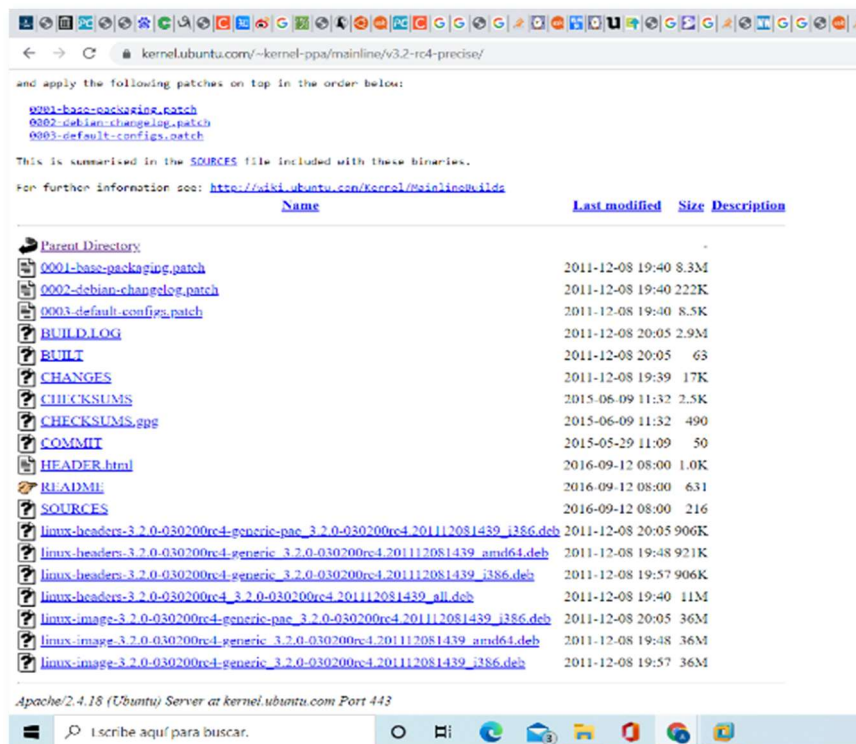 kernel.ubuntu.com/~kernel-ppa/mainline/v3.2-rc4-precise/
and apply the following patches on top in the order below:
0001-base-packaging.patch
0002-debian-changelog.patch
0003-default-configs.patch
This is summarised in the SOURCES file included with these binaries.
For further information see: http://wiki.ubuntu.com/Kernel/MainlineBuilds
Name Last modified Size Description
Parent Directory -
0001-base-packaging.patch 2011-12-08 19:40 8.3M
0002-debian-changelog.patch 2011-12-08 19:40 222K
0003-default-configs.patch 2011-12-08 19:40 8.5K
BUILD.LOG 2011-12-08 20:05 2.9M
BUILT 2011-12-08 20:05 63
CHANGES 2011-12-08 19:39 17K
CHECKSUMS 2015-06-09 11:32 2.5K
CHECKSUMS.gpg 2015-06-09 11:32 490
COMMIT 2015-05-29 11:09 50
HEADER.html 2016-09-12 08:00 1.0K
README 2016-09-12 08:00 631
SOURCES 2016-09-12 08:00 216
linux-headers-3.2.0-030200rc4-generic-pae_3.2.0-030200rc4.201112081439_i386.deb 2011-12-08 20:05 906K
linux-headers-3.2.0-030200rc4-generic_3.2.0-030200rc4.201112081439_amd64.deb 2011-12-08 19:48 921K
linux-headers-3.2.0-030200rc4-generic_3.2.0-030200rc4.201112081439_i386.deb 2011-12-08 19:57 906K
linux-headers-3.2.0-030200rc4_3.2.0-030200rc4.201112081439_all.deb 2011-12-08 19:40 11M
linux-image-3.2.0-030200rc4-generic-pae_3.2.0-030200rc4.201112081439_i386.deb 2011-12-08 20:05 36M
linux-image-3.2.0-030200rc4-generic_3.2.0-030200rc4.201112081439_amd64.deb 2011-12-08 19:48 36M
linux-image-3.2.0-030200rc4-generic_3.2.0-030200rc4.201112081439_i386.deb 2011-12-08 19:57 36M
Apache/2.4.18 (Ubuntu) Server at kernel.ubuntu.com Port 443
Escribe aquí para buscar.